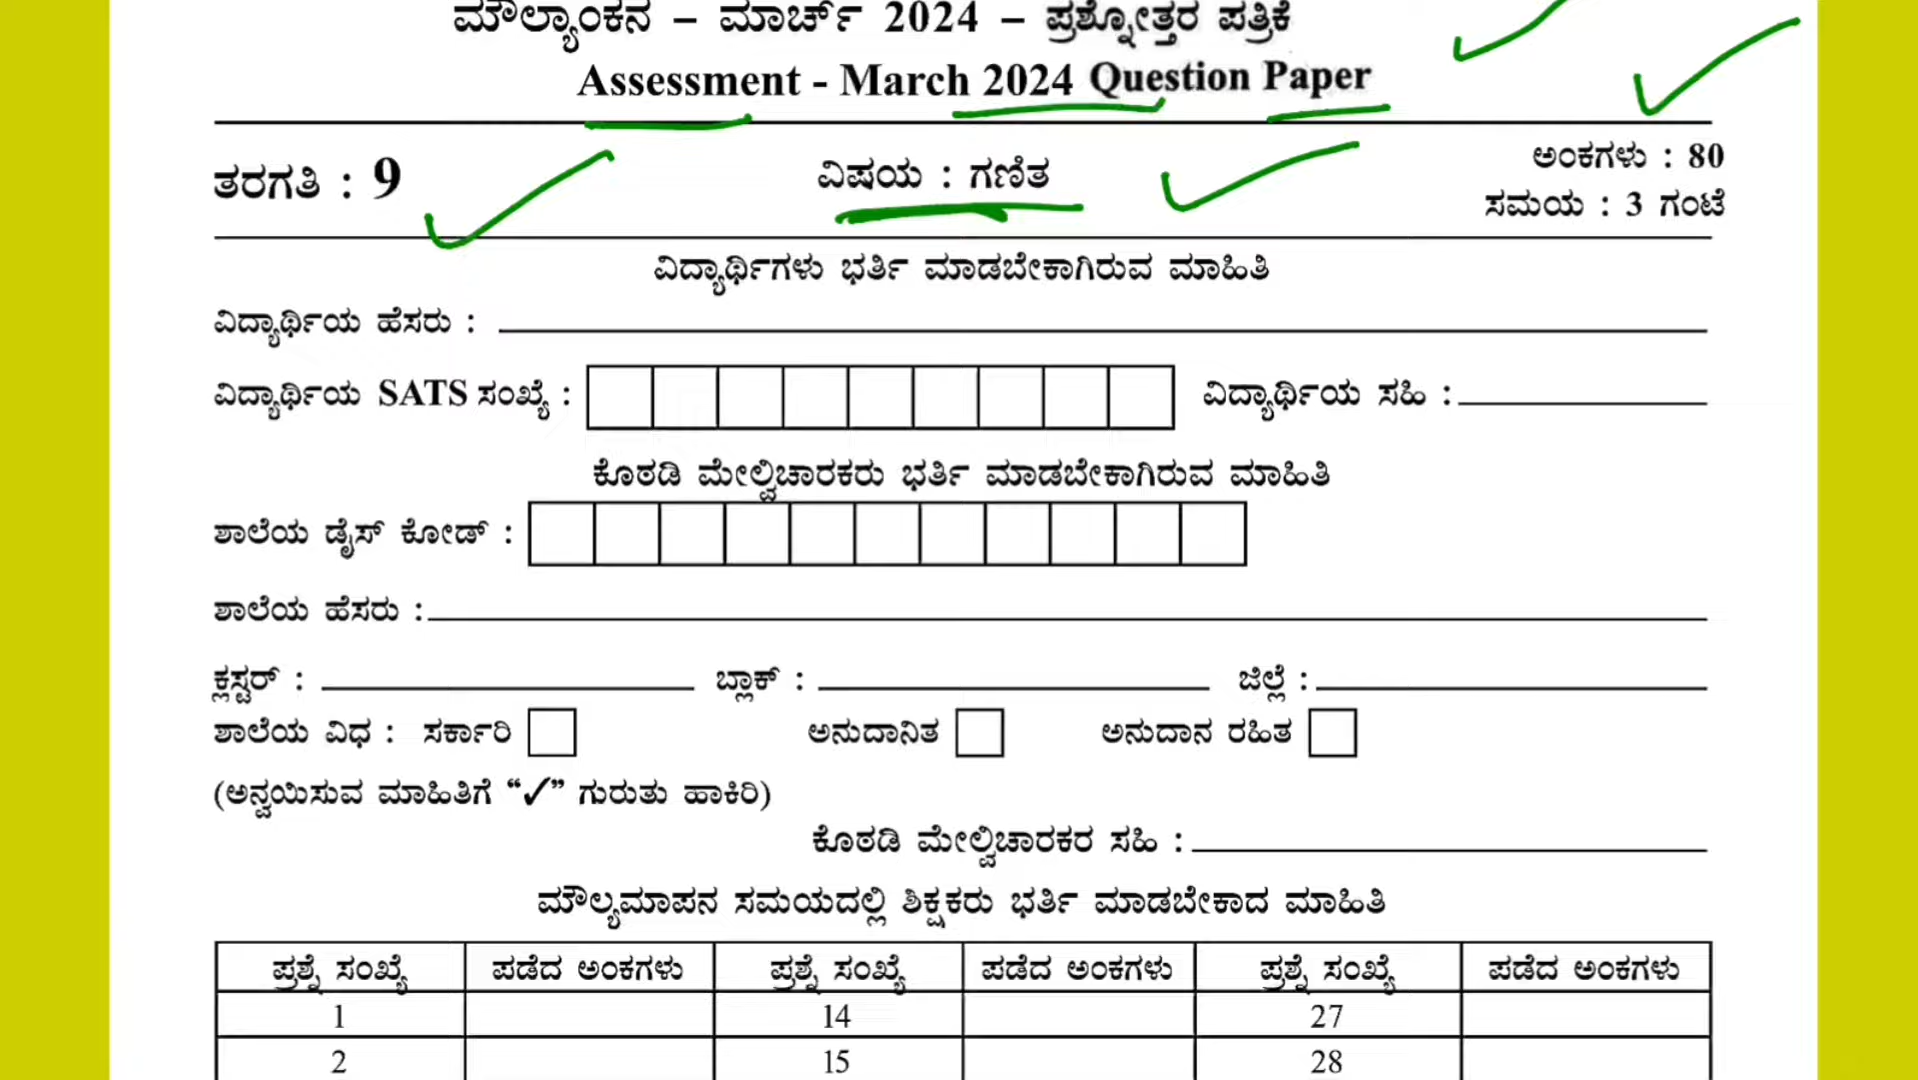 ಮೌಲ್ಯಾಂಕನ – ಮಾರ್ಚ್ 2024 – ಪ್ರಶ್ನೋತ್ತರ ಪತ್ರಿಕೆ
Assessment - March 2024 Question Paper
ತರಗತಿ : 9 ವಿಷಯ : ಗಣಿತ ಅಂಕಗಳು : 80
ಸಮಯ : 3 ಗಂಟೆ
ವಿದ್ಯಾರ್ಥಿಗಳು ಭರ್ತಿ ಮಾಡಬೇಕಾಗಿರುವ ಮಾಹಿತಿ
ವಿದ್ಯಾರ್ಥಿಯ ಹೆಸರು :
ವಿದ್ಯಾರ್ಥಿಯ SATS ಸಂಖ್ಯೆ : ವಿದ್ಯಾರ್ಥಿಯ ಸಹಿ :
ಕೊಠಡಿ ಮೇಲ್ವಿಚಾರಕರು ಭರ್ತಿ ಮಾಡಬೇಕಾಗಿರುವ ಮಾಹಿತಿ
ಶಾಲೆಯ ಡೈಸ್ ಕೋಡ್ :
ಶಾಲೆಯ ಹೆಸರು :
ಕ್ಲಸ್ಟರ್ : ಬ್ಲಾಕ್ : ಜಿಲ್ಲೆ :
ಶಾಲೆಯ ವಿಧ : ಸರ್ಕಾರಿ ಅನುದಾನಿತ ಅನುದಾನ ರಹಿತ
(ಅನ್ವಯಿಸುವ ಮಾಹಿತಿಗೆ “✓” ಗುರುತು ಹಾಕಿರಿ)
ಕೊಠಡಿ ಮೇಲ್ವಿಚಾರಕರ ಸಹಿ :
ಮೌಲ್ಯಮಾಪನ ಸಮಯದಲ್ಲಿ ಶಿಕ್ಷಕರು ಭರ್ತಿ ಮಾಡಬೇಕಾದ ಮಾಹಿತಿ
ಪ್ರಶ್ನೆ ಸಂಖ್ಯೆ ಪಡೆದ ಅಂಕಗಳು ಪ್ರಶ್ನೆ ಸಂಖ್ಯೆ ಪಡೆದ ಅಂಕಗಳು ಪ್ರಶ್ನೆ ಸಂಖ್ಯೆ ಪಡೆದ ಅಂಕಗಳು
1 14 27
2 15 28